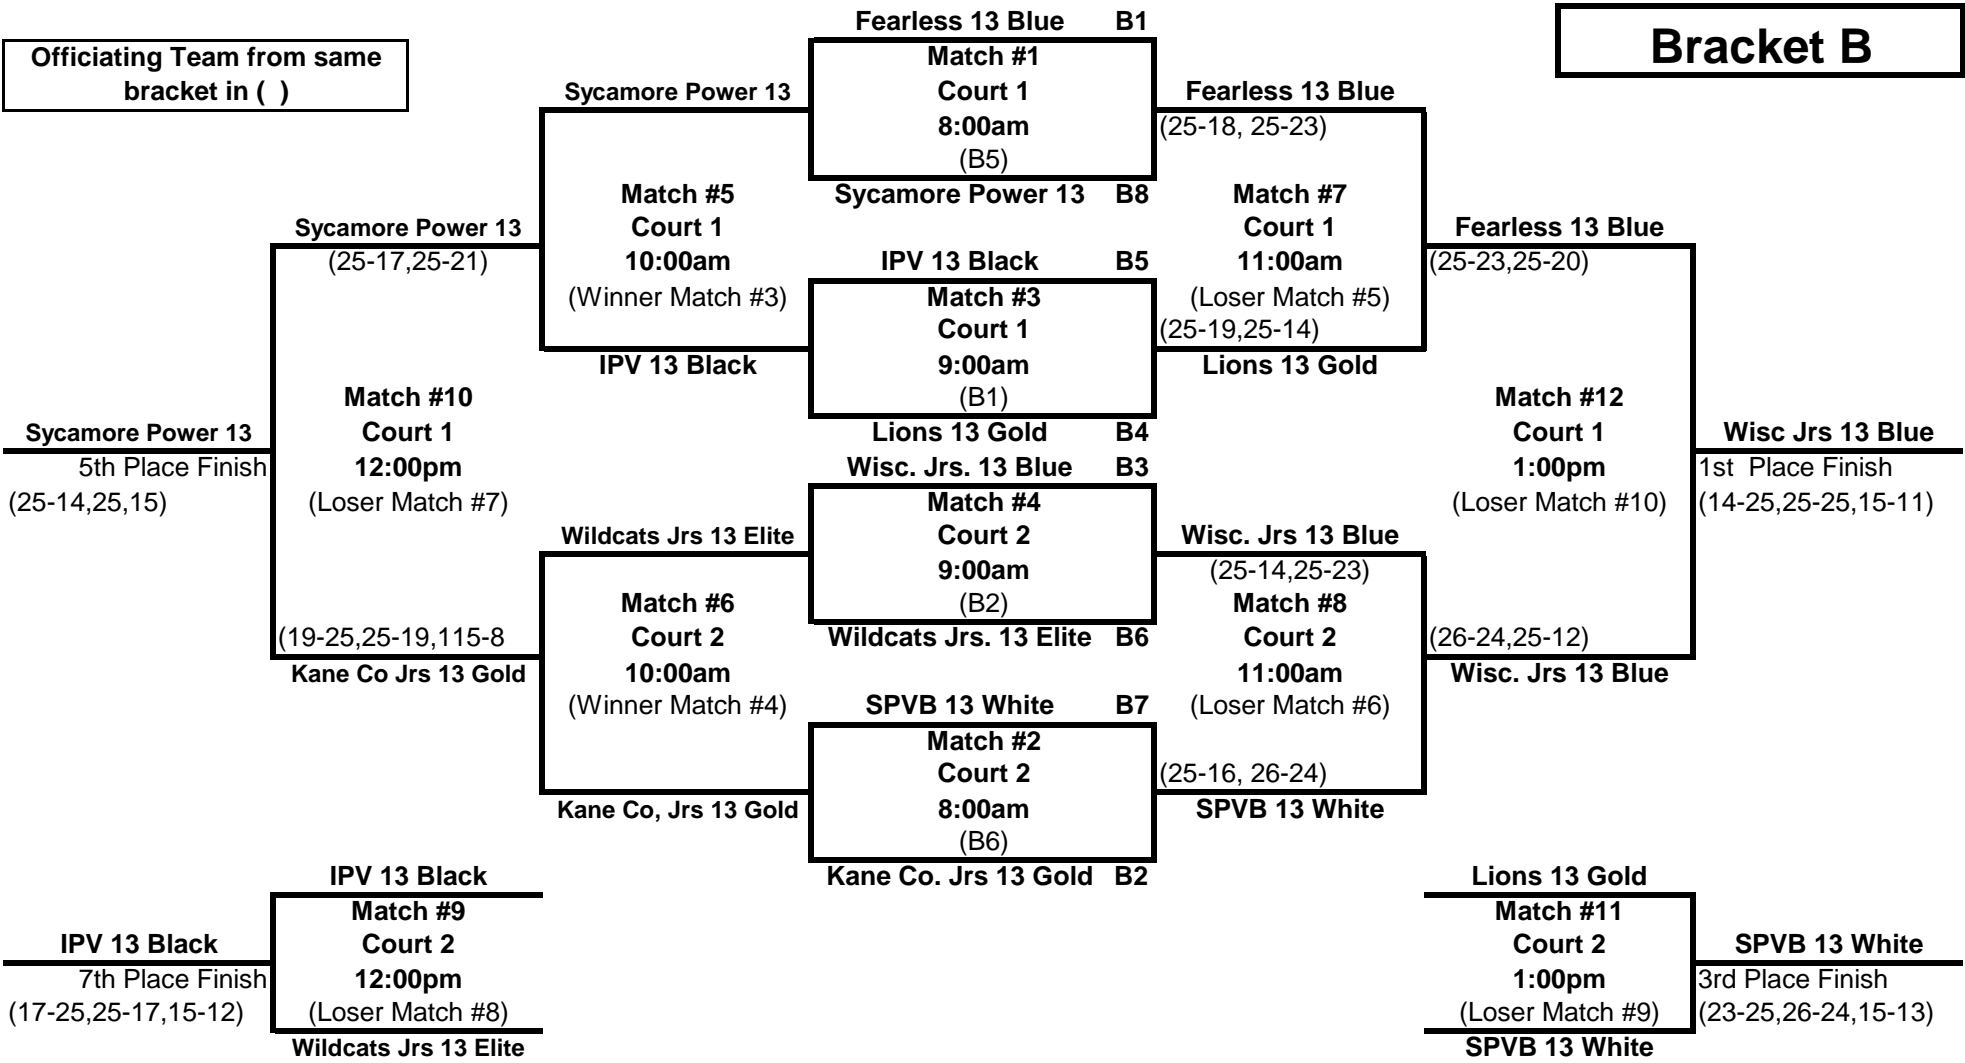 Fearless 13 Blue B1
Bracket B
Officiating Team from same
bracket in ( )
Match #1
Court 1
8:00am
(B5)
Sycamore Power 13 B8
Sycamore Power 13
Fearless 13 Blue
(25-18, 25-23)
Match #5
Court 1
10:00am
(Winner Match #3)
Match #7
Court 1
11:00am
(Loser Match #5)
Sycamore Power 13
(25-17,25-21)
Fearless 13 Blue
(25-23,25-20)
IPV 13 Black B5
Match #3
Court 1
9:00am
(B1)
Lions 13 Gold B4
IPV 13 Black
(25-19,25-14)
Lions 13 Gold
Match #10
Court 1
12:00pm
(Loser Match #7)
Match #12
Court 1
1:00pm
(Loser Match #10)
Sycamore Power 13
5th Place Finish
(25-14,25,15)
Wisc Jrs 13 Blue
1st Place Finish
(14-25,25-25,15-11)
Wisc. Jrs. 13 Blue B3
Match #4
Court 2
9:00am
(B2)
Wildcats Jrs. 13 Elite B6
Wildcats Jrs 13 Elite
Wisc. Jrs 13 Blue
(25-14,25-23)
Match #6
Court 2
10:00am
(Winner Match #4)
Match #8
Court 2
11:00am
(Loser Match #6)
(19-25,25-19,115-8
Kane Co Jrs 13 Gold
(26-24,25-12)
Wisc. Jrs 13 Blue
SPVB 13 White B7
Match #2
Court 2
8:00am
(B6)
Kane Co. Jrs 13 Gold B2
Kane Co, Jrs 13 Gold
(25-16, 26-24)
SPVB 13 White
IPV 13 Black
Match #9
Court 2
12:00pm
(Loser Match #8)
Wildcats Jrs 13 Elite
IPV 13 Black
7th Place Finish
(17-25,25-17,15-12)
Lions 13 Gold
Match #11
Court 2
1:00pm
(Loser Match #9)
SPVB 13 White
SPVB 13 White
3rd Place Finish
(23-25,26-24,15-13)